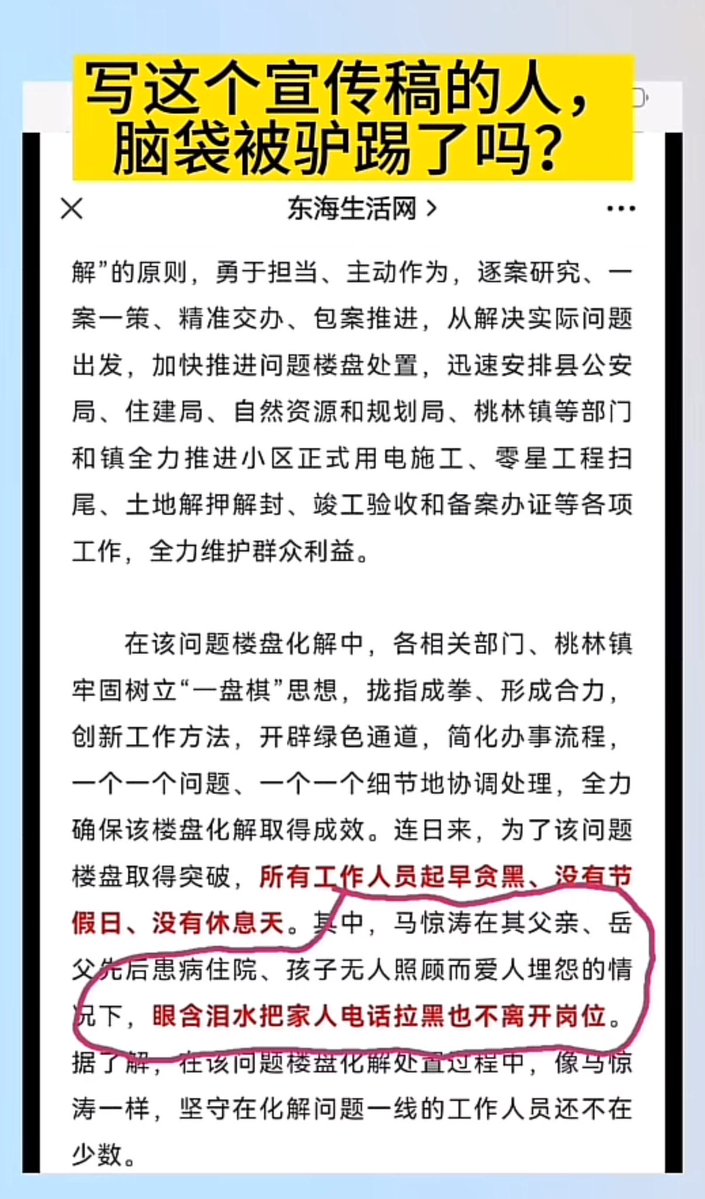 写这个宣传稿的人，
脑袋被驴踢了吗？
东海生活网
解”的原则，勇于担当、主动作为，逐案研究、一
案一策、精准交办、包案推进，从解决实际问题
出发，加快推进问题楼盘处置，迅速安排县公安
局、住建局、自然资源和规划局、桃林镇等部门
和镇全力推进小区正式用电施工、零星工程扫
尾、土地解押解封、竣工验收和备案办证等各项
工作，全力维护群众利益。
在该问题楼盘化解中，各相关部门、桃林镇
牢固树立“一盘棋”思想，拢指成拳、形成合力，
创新工作方法，开辟绿色通道，简化办事流程，
一个一个问题、一个一个细节地协调处理，全力
确保该楼盘化解取得成效。连日来，为了该问题
楼盘取得突破，所有工作人员起早贪黑、没有节
假日、没有休息天。其中，马惊涛在其父亲、岳
父先后患病住院、孩子无人照顾而爱人埋怨的情
况下，眼含泪水把家人电话拉黑也不离开岗位。
据了解，在该问题楼盘化解处置过程中，像马惊
涛一样，坚守在化解问题一线的工作人员还不在
少数。